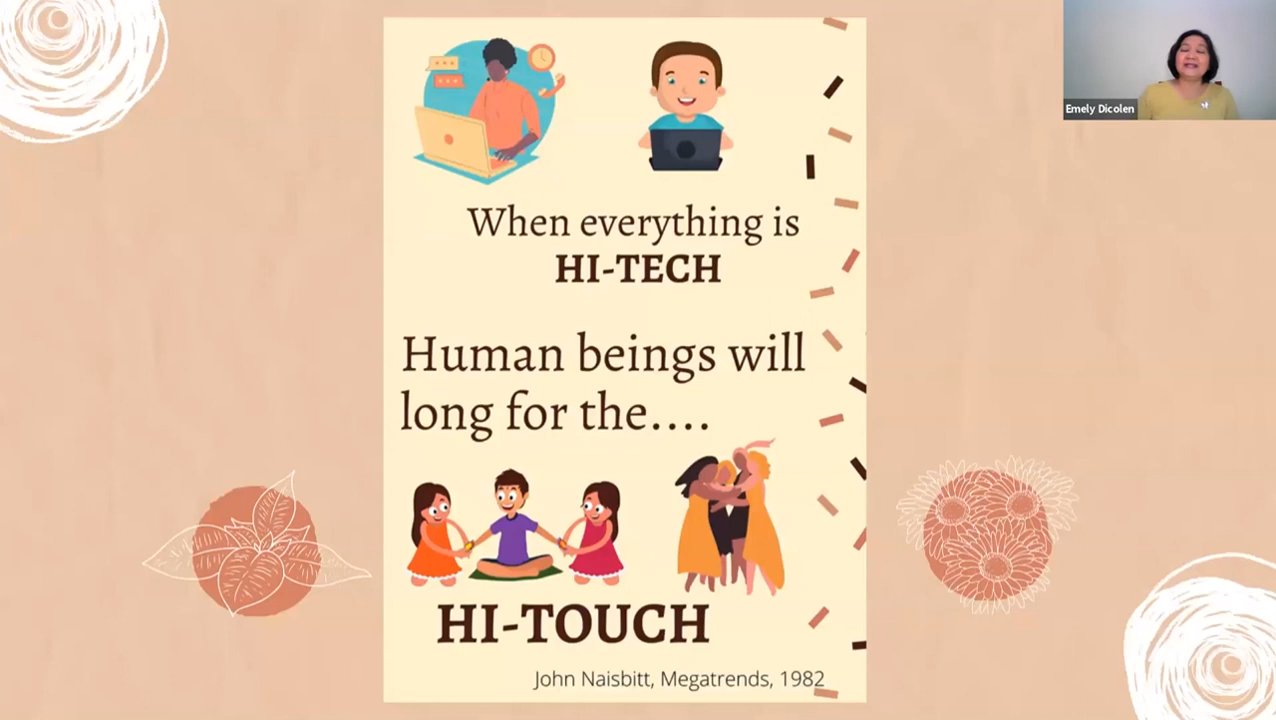 Emely Dicolen
When everything is
HI-TECH
Human beings will
long for the....
HI-TOUCH
John Naisbitt, Megatrends, 1982